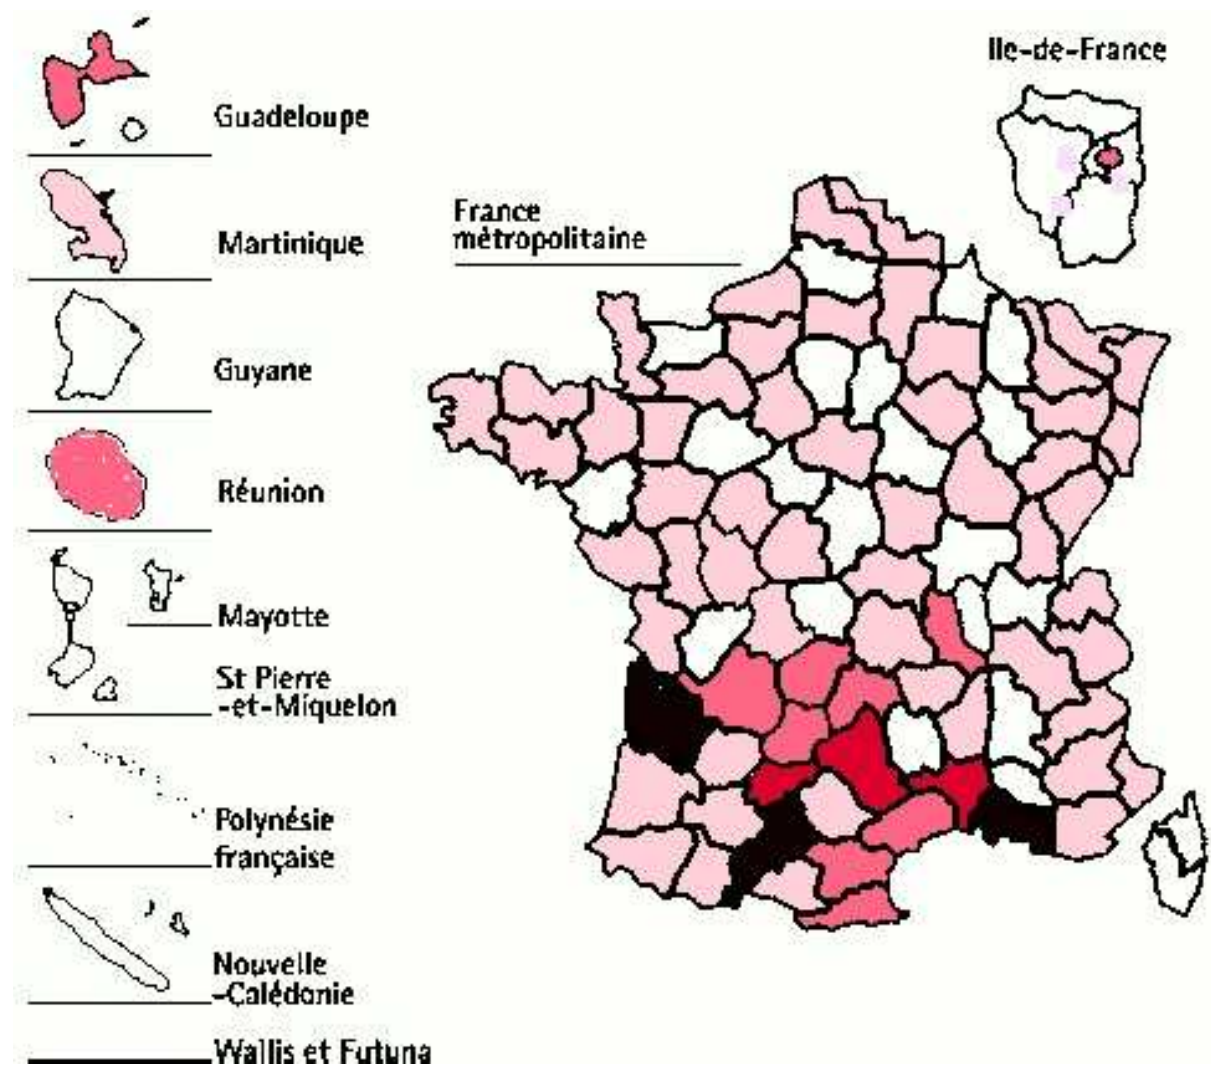 Ile-de-France
Guadeloupe
France
métropolitaine
Martinique
Guyane
Réunion
Mayotte
St Pierre
-et-Miquelon
Polynésie
française
Nouvelle
-Calédonie
Wallis et Futuna